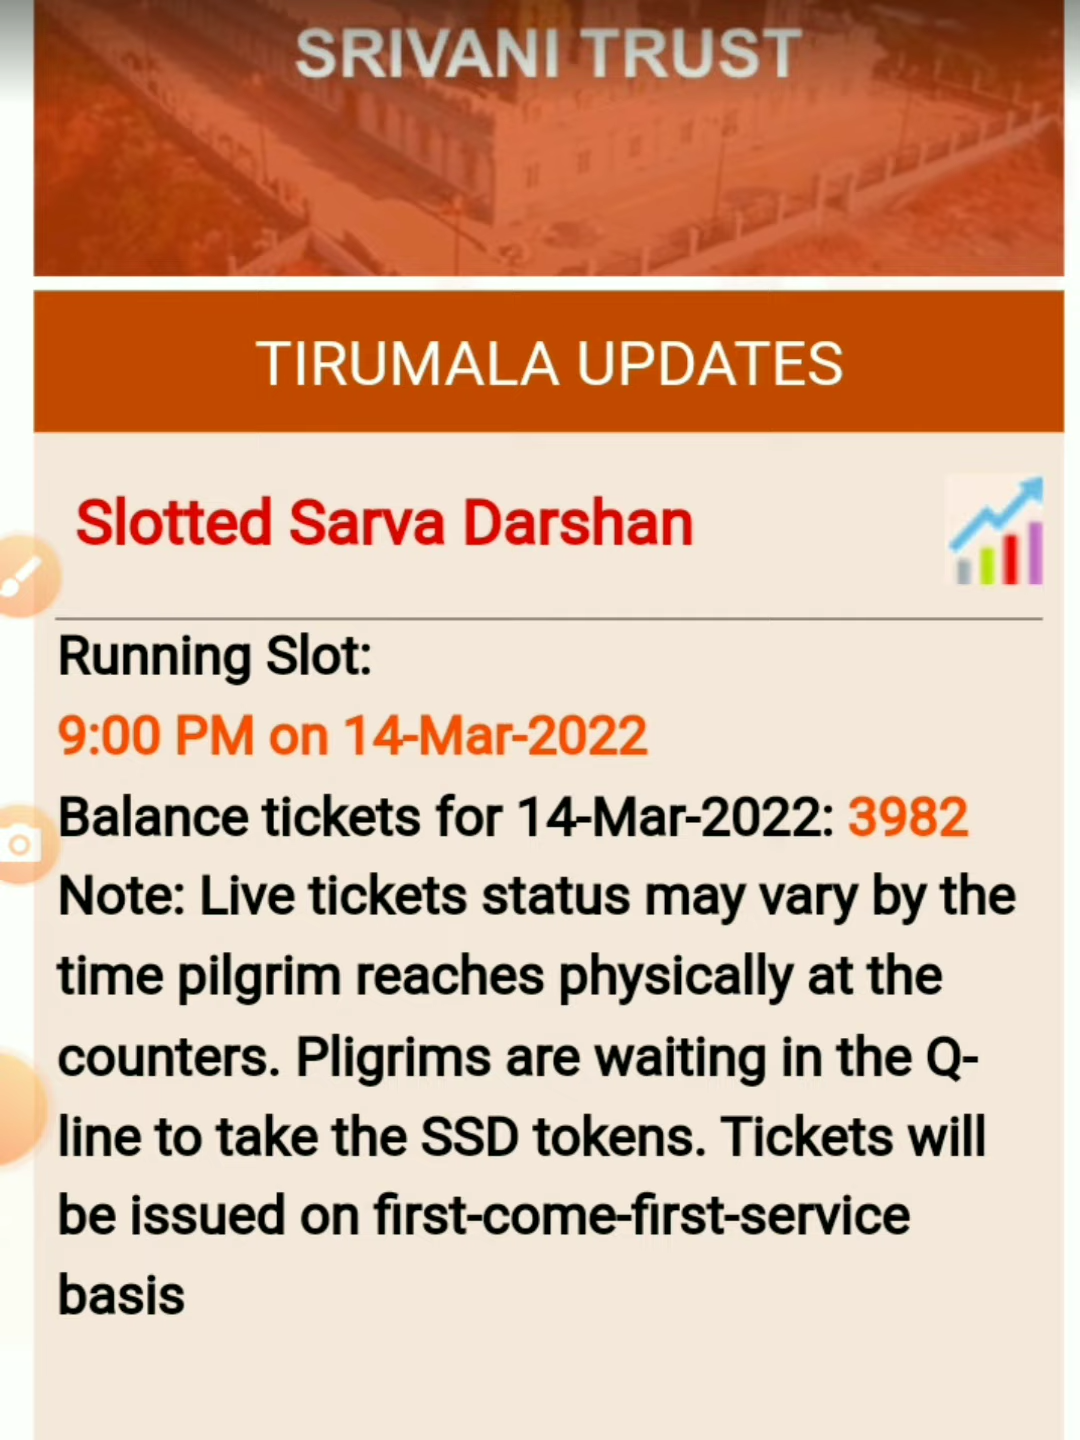 SRIVANI TRUST
TIRUMALA UPDATES
Slotted Sarva Darshan
Running Slot:
9:00 PM on 14-Mar-2022
Balance tickets for 14-Mar-2022: 3982
Note: Live tickets status may vary by the
time pilgrim reaches physically at the
counters. Pligrims are waiting in the Q-
line to take the SSD tokens. Tickets will
be issued on first-come-first-service
basis